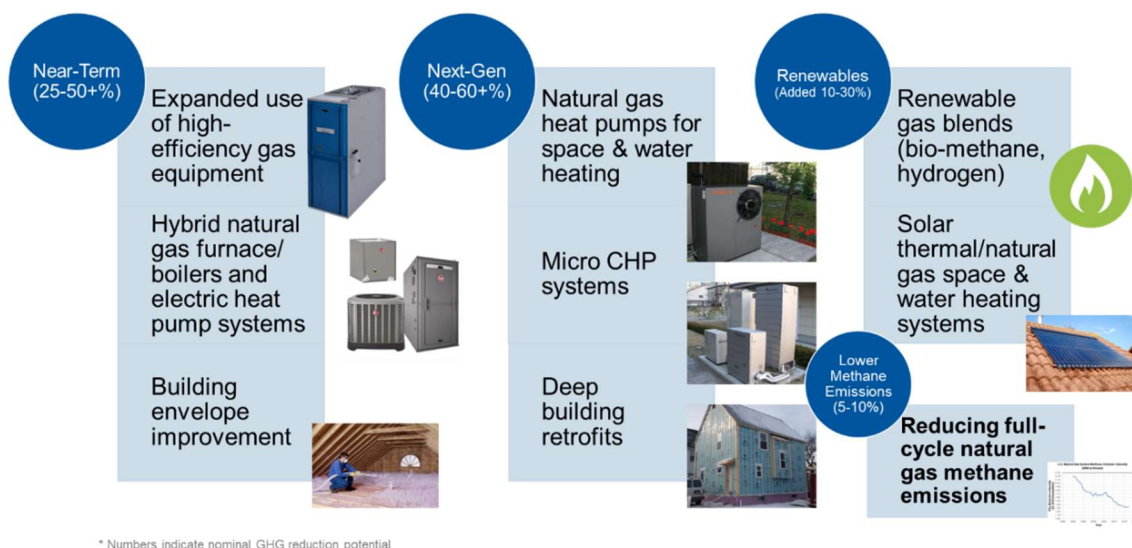 Near-Term
(25-50+%)
Expanded use
of high-
efficiency gas
equipment
Hybrid natural
gas furnace/
boilers and
electric heat
pump systems
Building
envelope
improvement
Next-Gen
(40-60+%)
Natural gas
heat pumps for
space & water
heating
Micro CHP
systems
Deep
building
retrofits
Renewables
(Added 10-30%)
Renewable
gas blends
(bio-methane,
hydrogen)
Solar
thermal/natural
gas space &
water heating
systems
Lower
Methane
Emissions
(5-10%)
Reducing full-
cycle natural
gas methane
emissions
* Numbers indicate nominal GHG reduction potential